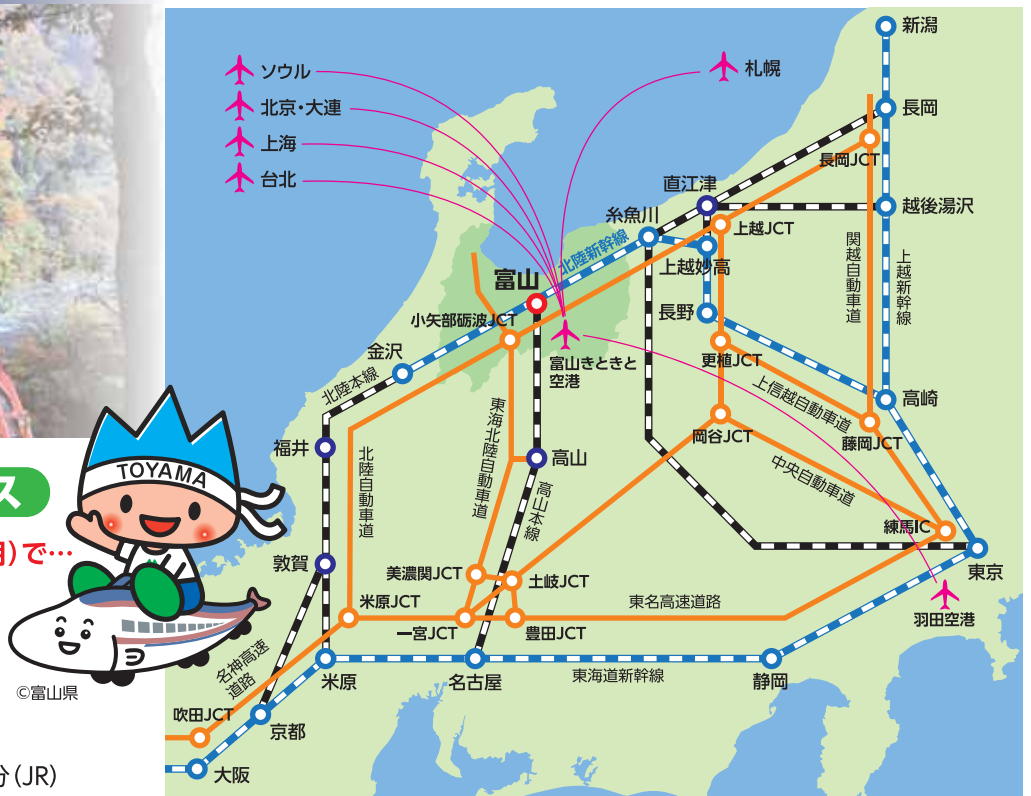 ソウル
北京・大連
上海
台北
札幌
新潟
長岡
長岡JCT
直江津
越後湯沢
糸魚川
上越JCT
北陸新幹線
上越妙高
関越自動車道
上越新幹線
富山
長野
小矢部砺波JCT
金沢
富山きときと
空港
更植JCT
北陸本線
上信越自動車道
高崎
東海北陸自動車道
岡谷JCT
藤岡JCT
福井
北陸自動車道
高山
中央自動車道
高山本線
TOYAMA
ス
)で…
練馬IC
敦賀
美濃関JCT
土岐JCT
東京
米原JCT
東名高速道路
羽田空港
一宮JCT
豊田JCT
名神高速
道路
米原
名古屋
東海道新幹線
静岡
©富山県
吹田JCT
京都
大阪
分(JR)